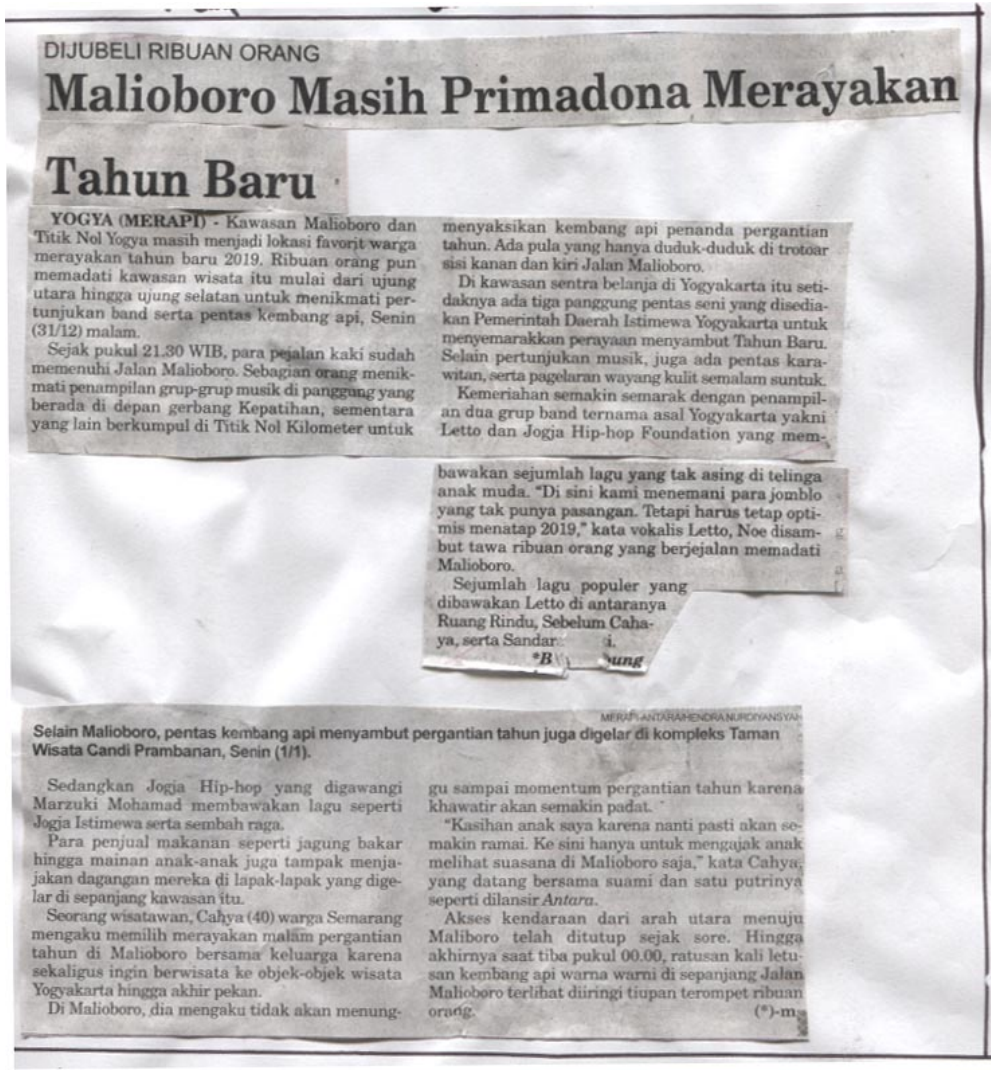 DIJUBELI RIBUAN ORANG
Malioboro Masih Primadona Merayakan
Tahun Baru
YOGYA (MERAPI) - Kawasan Malioboro dan
Titik Nol Yogya masih menjadi lokasi favorit warga
merayakan tahun baru 2019. Ribuan orang pun
memadati kawasan wisata itu mulai dari ujung
utara hingga ujung selatan untuk menikmati per-
tunjukan band serta pentas kembang api, Senin
(31/12) malam.
Sejak pukul 21.30 WIB, para pejalan kaki sudah
memenuhi Jalan Malioboro. Sebagian orang menik-
mati penampilan grup-grup musik di panggung yang
berada di depan gerbang Kepatihan, sementara
yang lain berkumpul di Titik Nol Kilometer untuk
menyaksikan kembang api penanda pergantian
tahun. Ada pula yang hanya duduk-duduk di trotoar
sisi kanan dan kiri Jalan Malioboro.
Di kawasan sentra belanja di Yogyakarta itu seti-
daknya ada tiga panggung pentas seni yang disedia-
kan Pemerintah Daerah Istimewa Yogyakarta untuk
menyemarakkan perayaan menyambut Tahun Baru.
Selain pertunjukan musik, juga ada pentas kara-
witan, serta pagelaran wayang kulit semalam suntuk.
Kemeriahan semakin semarak dengan penampil-
an dua grup band ternama asal Yogyakarta yakni
Letto dan Jogja Hip-hop Foundation yang mem-
bawakan sejumlah lagu yang tak asing di telinga
anak muda. "Di sini kami menemani para jomblo
yang tak punya pasangan. Tetapi harus tetap opti-
mis menatap 2019," kata vokalis Letto, Noe disam-
but tawa ribuan orang yang berjejalan memadati
Malioboro.
Sejumlah lagu populer yang
dibawakan Letto di antaranya
Ruang Rindu, Sebelum Caha-
ya, serta
MERAPI-ANTARA/HENDRA NURDIYANSYAH
Selain Malioboro, pentas kembang api menyambut pergantian tahun juga digelar di kompleks Taman
Wisata Candi Prambanan, Senin (1/1).
Sedangkan Jogja Hip-hop yang digawangi
Marzuki Mohamad membawakan lagu seperti
Jogja Istimewa serta sembah raga.
Para penjual makanan seperti jagung bakar
hingga mainan anak-anak juga tampak menja-
jakan dagangan mereka di lapak-lapak yang dige-
lar di sepanjang kawasan itu.
Seorang wisatawan, Cahya (40) warga Semarang
mengaku memilih merayakan malam pergantian
tahun di Malioboro bersama keluarga karena
sekaligus ingin berwisata ke objek-objek wisata
Yogyakarta hingga akhir pekan.
Di Malioboro, dia mengaku tidak akan menung-
gu sampai momentum pergantian tahun karena
khawatir akan semakin padat.
"Kasihan anak saya karena nanti pasti akan se-
makin ramai. Ke sini hanya untuk mengajak anak
melihat suasana di Malioboro saja," kata Cahya,
yang datang bersama suami dan satu putrinya
seperti dilansir Antara.
Akses kendaraan dari arah utara menuju
Maliboro telah ditutup sejak sore. Hingga
akhirnya saat tiba pukul 00.00, ratusan kali letu-
san kembang api warna warni di sepanjang Jalan
Malioboro terlihat diiringi tiupan terompet ribuan
orang. (*)-m